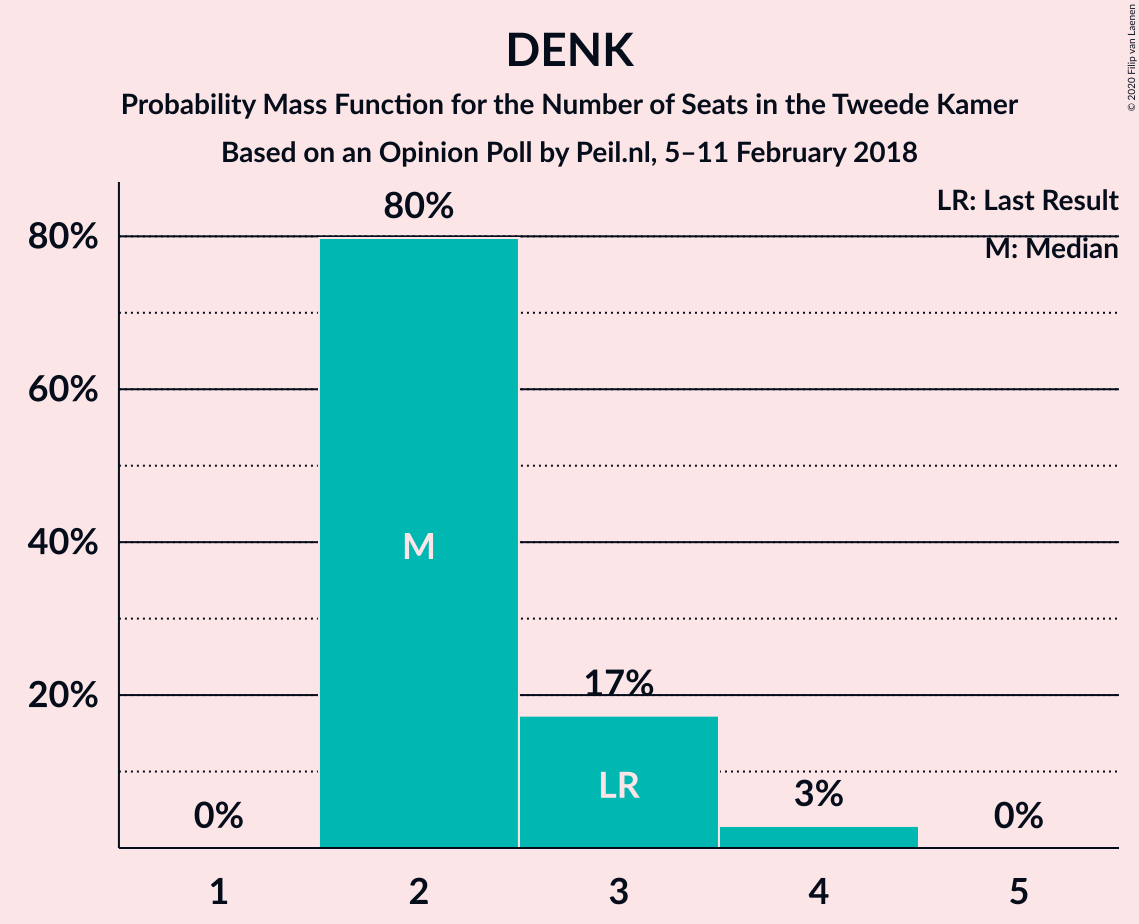 DENK
Probability Mass Function for the Number of Seats in the Tweede Kamer
Based on an Opinion Poll by Peil.nl, 5–11 February 2018
© 2020 Filip van Laenen
LR: Last Result
M: Median
80%
60%
40%
20%
0%
80%
M
17%
LR
3%
0%
1 2 3 4 5